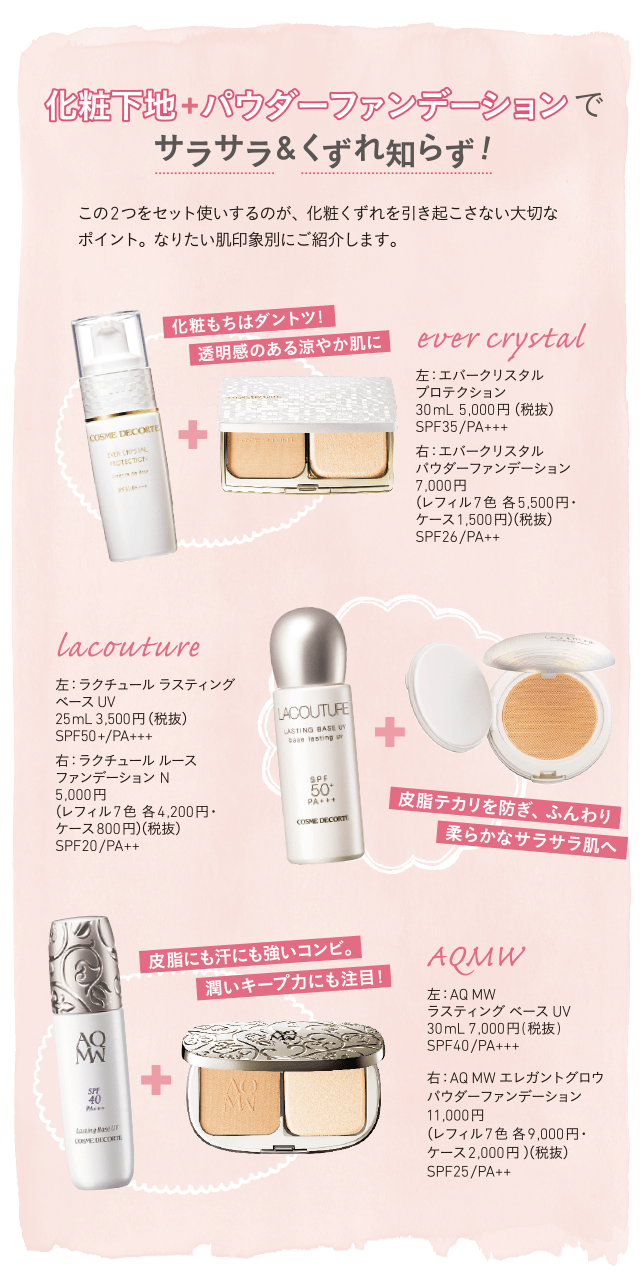 化粧下地+パウダーファンデーションで
サラサラ&くずれ知らず!
この2つをセット使いするのが、化粧くずれを引き起こさない大切な
ポイント。なりたい肌印象別にご紹介します。
化粧もちはダントツ!
透明感のある涼やか肌に
COSME DECORTE
EVER CRYSTAL
PROTECTION
ever crystal
左:エバークリスタル
プロテクション
30mL 5,000円(税抜)
SPF35/PA+++
右:エバークリスタル
パウダーファンデーション
7,000円
(レフィル7色 各5,500円・
ケース1,500円)(税抜)
SPF26/PA++
lacouture
左:ラクチュール ラスティング
ベース UV
25mL 3,500円(税抜)
SPF50+/PA+++
右:ラクチュール ルース
ファンデーション N
5,000円
(レフィル7色 各4,200円・
ケース800円)(税抜)
SPF20/PA++
LACOUTURE
LASTING BASE UV
Base lasting uv
SPF
50+
PA+++
COSME DECORTE
皮脂テカリを防ぎ、ふんわり
柔らかなサラサラ肌へ
皮脂にも汗にも強いコンビ。
潤いキープ力にも注目!
AQ
MW
SPF
40
PA+++
Lasting Base UV
COSME DECORTE
AQ
AQ
MW
AQMW
左:AQ MW
ラスティング ベース UV
30mL 7,000円(税抜)
SPF40/PA+++
右:AQ MW エレガントグロウ
パウダーファンデーション
11,000円
(レフィル7色 各9,000円・
ケース2,000円 )(税抜)
SPF25/PA++